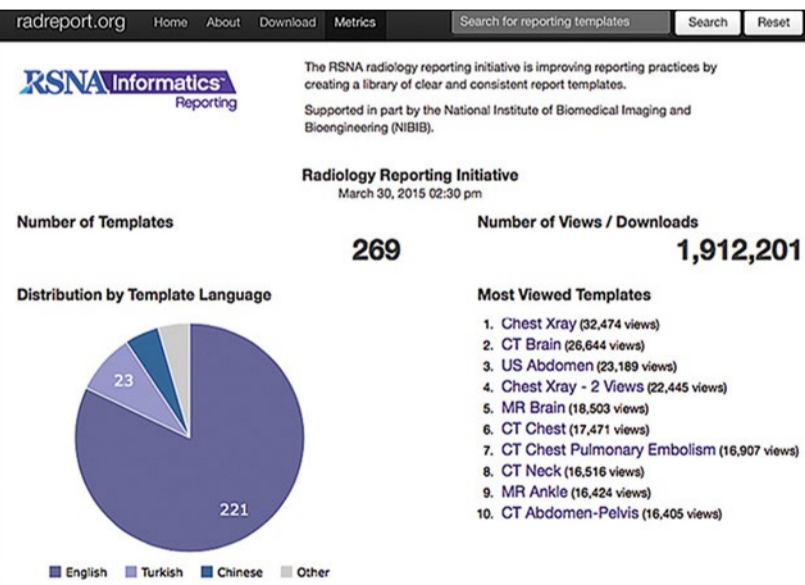 radreport.org Home About Download Metrics Search for reporting templates Search Reset
RSNA Informatics™
Reporting
The RSNA radiology reporting initiative is improving reporting practices by
creating a library of clear and consistent report templates.
Supported in part by the National Institute of Biomedical Imaging and
Bioengineering (NIBIB).
Radiology Reporting Initiative
March 30, 2015 02:30 pm
Number of Templates
269
Number of Views / Downloads
1,912,201
Distribution by Template Language
23
221
English Turkish Chinese Other
Most Viewed Templates
1. Chest Xray (32,474 views)
2. CT Brain (26,644 views)
3. US Abdomen (23,189 views)
4. Chest Xray - 2 Views (22,445 views)
5. MR Brain (18,503 views)
6. CT Chest (17,471 views)
7. CT Chest Pulmonary Embolism (16,907 views)
8. CT Neck (16,516 views)
9. MR Ankle (16,424 views)
10. CT Abdomen-Pelvis (16,405 views)